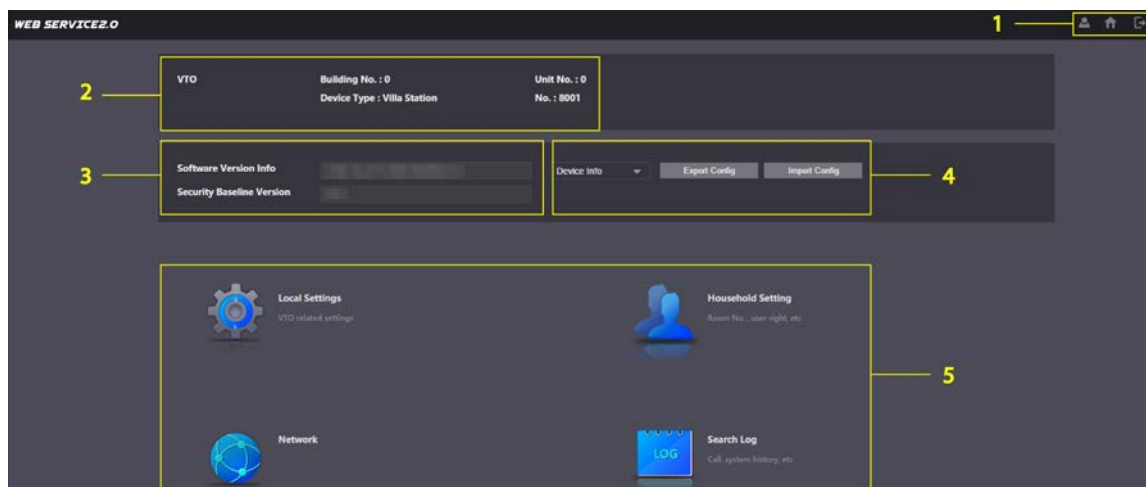 WEB SERVICE2.0
1
2
VTO Building No. : 0 Unit No. : 0
Device Type : Villa Station No. : 8001
3
Software Version Info
Security Baseline Version
Device Info Export Config Import Config
4
Local Settings
VTO related settings
Household Setting
Room No., user right, etc
5
Network
Search Log
LOG
Call, system history, etc